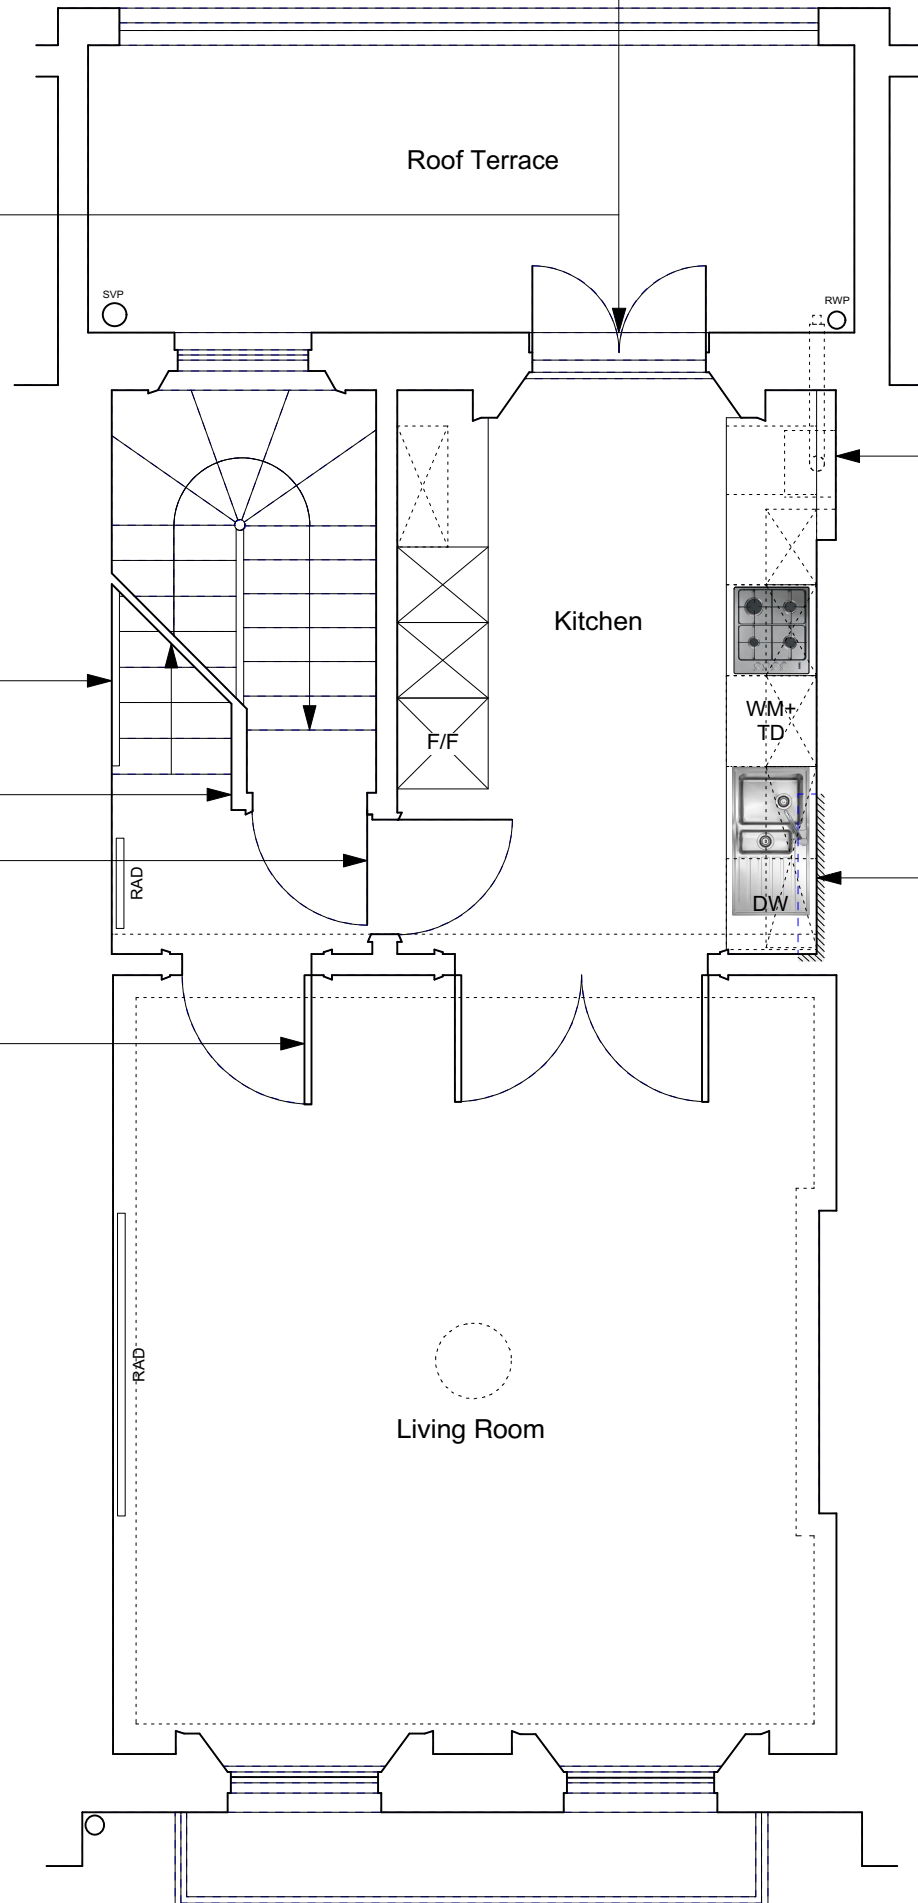 Roof Terrace
SVP
RWP
Kitchen
WM+
TD
F/F
RAD
DW
RAD
Living Room